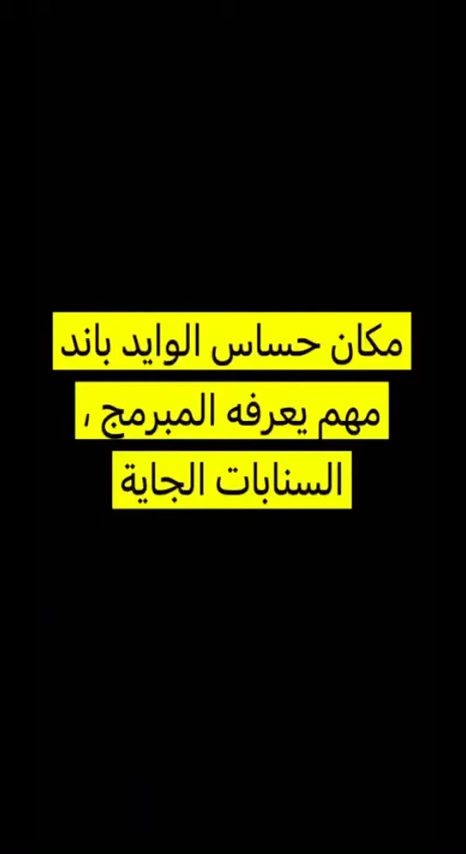 مكان حساس الوايد باند
مهم يعرفه المبرمج ،
السنابات الجاية